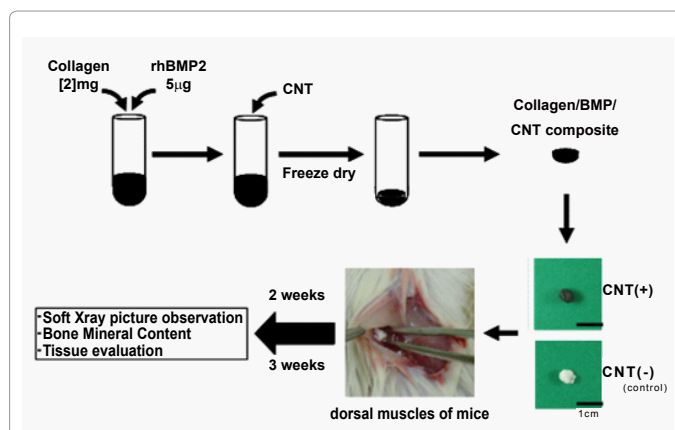 Collagen
[2]mg
rhBMP2
5μg
CNT
Freeze dry
Collagen/BMP/
CNT composite
CNT(+)
CNT(-)
(control)
1cm
dorsal muscles of mice
2 weeks
3 weeks
-Soft Xray picture observation
-Bone Mineral Content
-Tissue evaluation